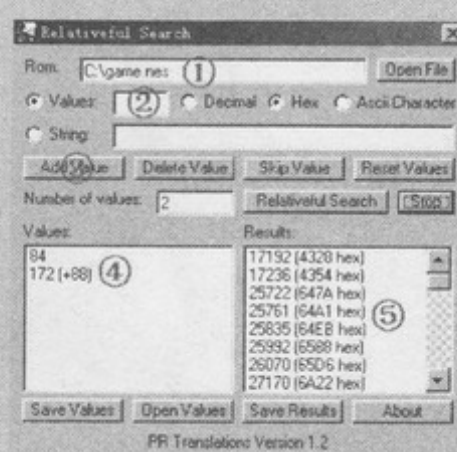 Relativeful Search
Rom: C:\game nes ① Open File
Values: ② Decimal Hex Ascii Character
String:
Add Value ③ Delete Value Skip Value Reset Values
Number of values: 2 Relativeful Search Stop
Values: Results:
84
172 (+88) ④
17192 (4328 hex)
17236 (4354 hex)
25722 (647A hex)
25761 (64A1 hex) ⑤
25835 (64EB hex)
25992 (6588 hex)
26070 (65D6 hex)
27170 (6A22 hex)
Save Values Open Values Save Results About
PR Translations Version 1.2